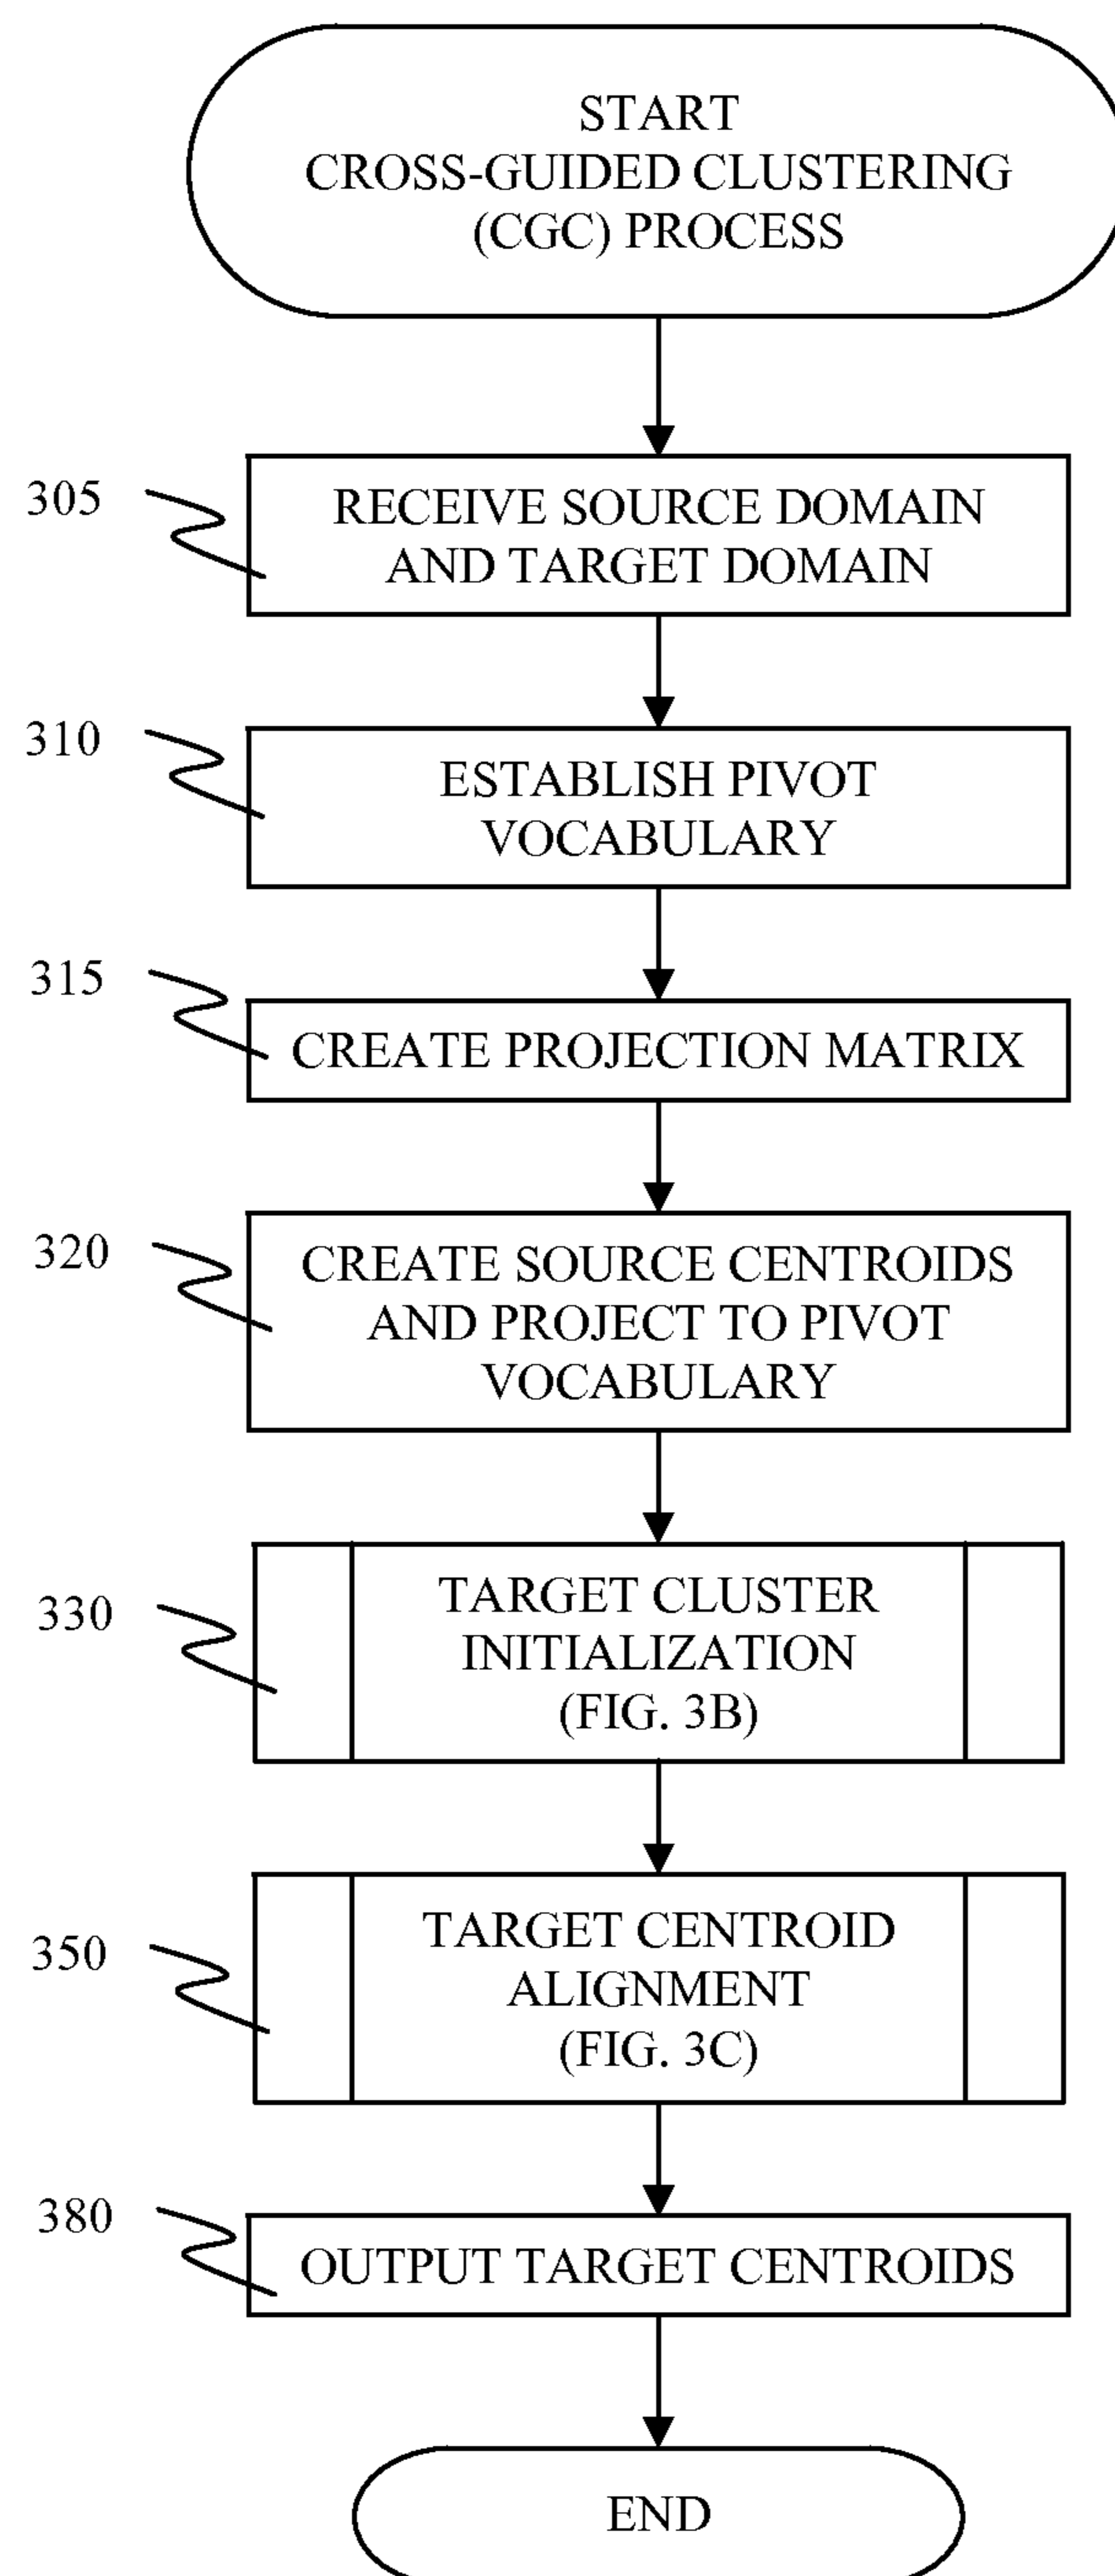 START
CROSS-GUIDED CLUSTERING
(CGC) PROCESS
305
RECEIVE SOURCE DOMAIN
AND TARGET DOMAIN
310
ESTABLISH PIVOT
VOCABULARY
315
CREATE PROJECTION MATRIX
320
CREATE SOURCE CENTROIDS
AND PROJECT TO PIVOT
VOCABULARY
330
TARGET CLUSTER
INITIALIZATION
(FIG. 3B)
350
TARGET CENTROID
ALIGNMENT
(FIG. 3C)
380
OUTPUT TARGET CENTROIDS
END